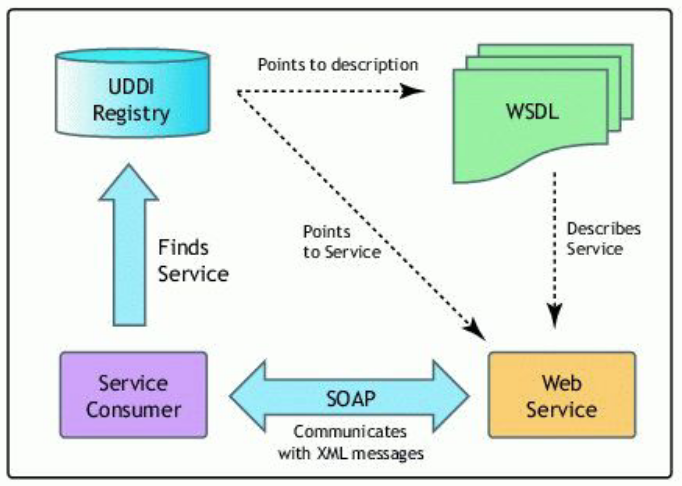 UDDI
Registry
Points to description
WSDL
Finds
Service
Points
to Service
Describes
Service
Service
Consumer
SOAP
Communicates
with XML messages
Web
Service